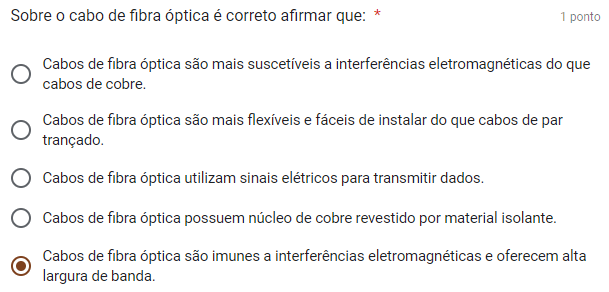 Sobre o cabo de fibra óptica é correto afirmar que: *
1 ponto
Cabos de fibra óptica são mais suscetíveis a interferências eletromagnéticas do que
cabos de cobre.
Cabos de fibra óptica são mais flexíveis e fáceis de instalar do que cabos de par
trançado.
Cabos de fibra óptica utilizam sinais elétricos para transmitir dados.
Cabos de fibra óptica possuem núcleo de cobre revestido por material isolante.
Cabos de fibra óptica são imunes a interferências eletromagnéticas e oferecem alta
largura de banda.